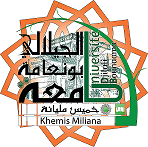 الجيلالي
بونعامة
جامعة
Université
Djilali
Bounaama
خميس مليانة
Khemis Miliana